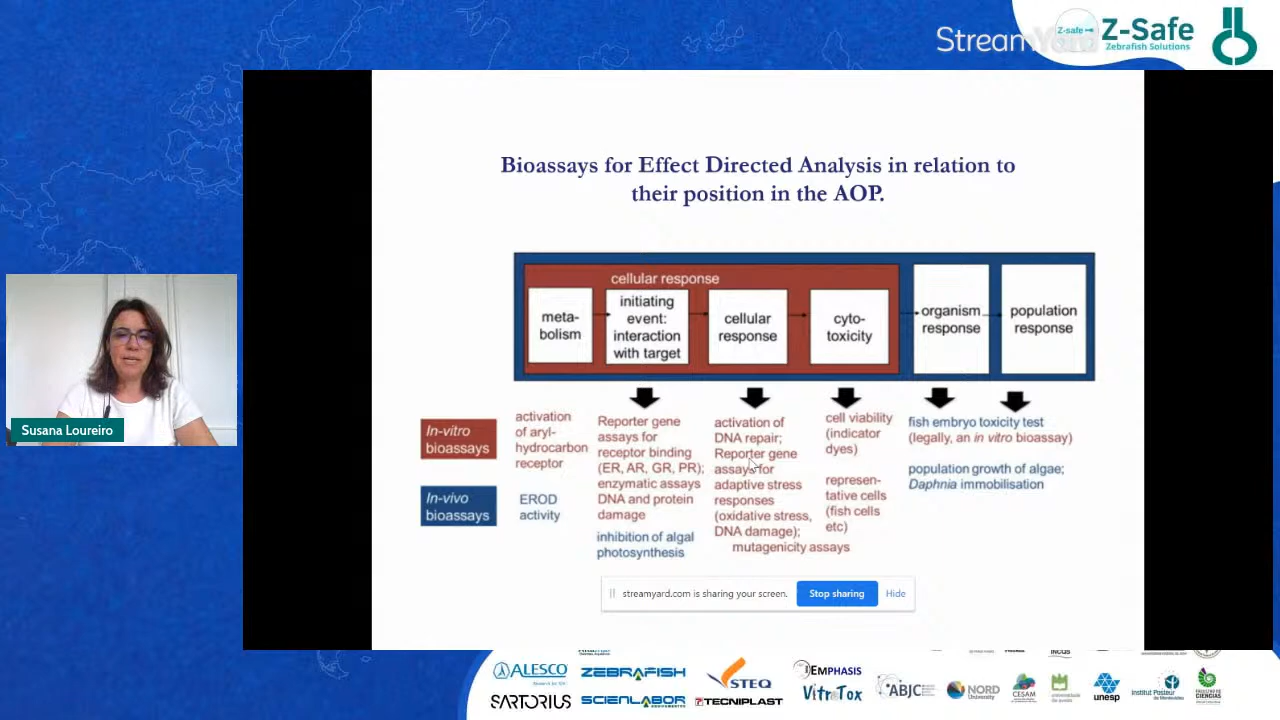 StreamYard
Z-safe
Z-Safe
Zebrafish Solutions
Bioassays for Effect Directed Analysis in relation to
their position in the AOP.
cellular response
meta-
bolism
initiating
event:
interaction
with target
cellular
response
cyto-
toxicity
organism
response
population
response
In-vitro
bioassays
activation
of aryl-
hydrocarbon
receptor
Reporter gene
assays for
receptor binding
(ER, AR, GR, PR);
enzymatic assays
DNA and protein
damage
activation of
DNA repair;
Reporter gene
assays for
adaptive stress
responses
(oxidative stress,
DNA damage);
mutagenicity assays
cell viability
(indicator
dyes)
represen-
tative cells
(fish cells
etc)
fish embryo toxicity test
(legally, an in vitro bioassay)
population growth of algae;
Daphnia immobilisation
In-vivo
bioassays
EROD
activity
inhibition of algal
photosynthesis
streamyard.com is sharing your screen.
Stop sharing
Hide
Susana Loureiro
ALESCO
ZEBRAFISH
STEQ
EMPHASIS
VitroTox
ABJC
NORD
University
CESAM
unesp
Institut Pasteur
de Montevideo
FACULTAD DE
CIENCIAS
SARTORIUS
SCIENLABOR
TECNIPLAST